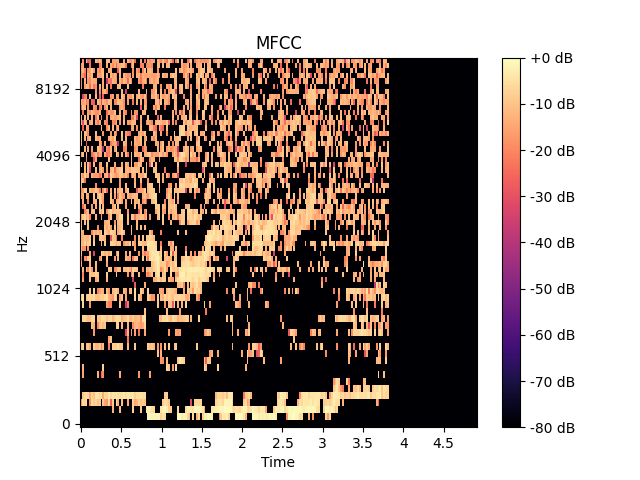 MFCC
8192
4096
2048
1024
512
0
Hz
0 0.5 1 1.5 2 2.5 3 3.5 4 4.5
Time
+0 dB
-10 dB
-20 dB
-30 dB
-40 dB
-50 dB
-60 dB
-70 dB
-80 dB